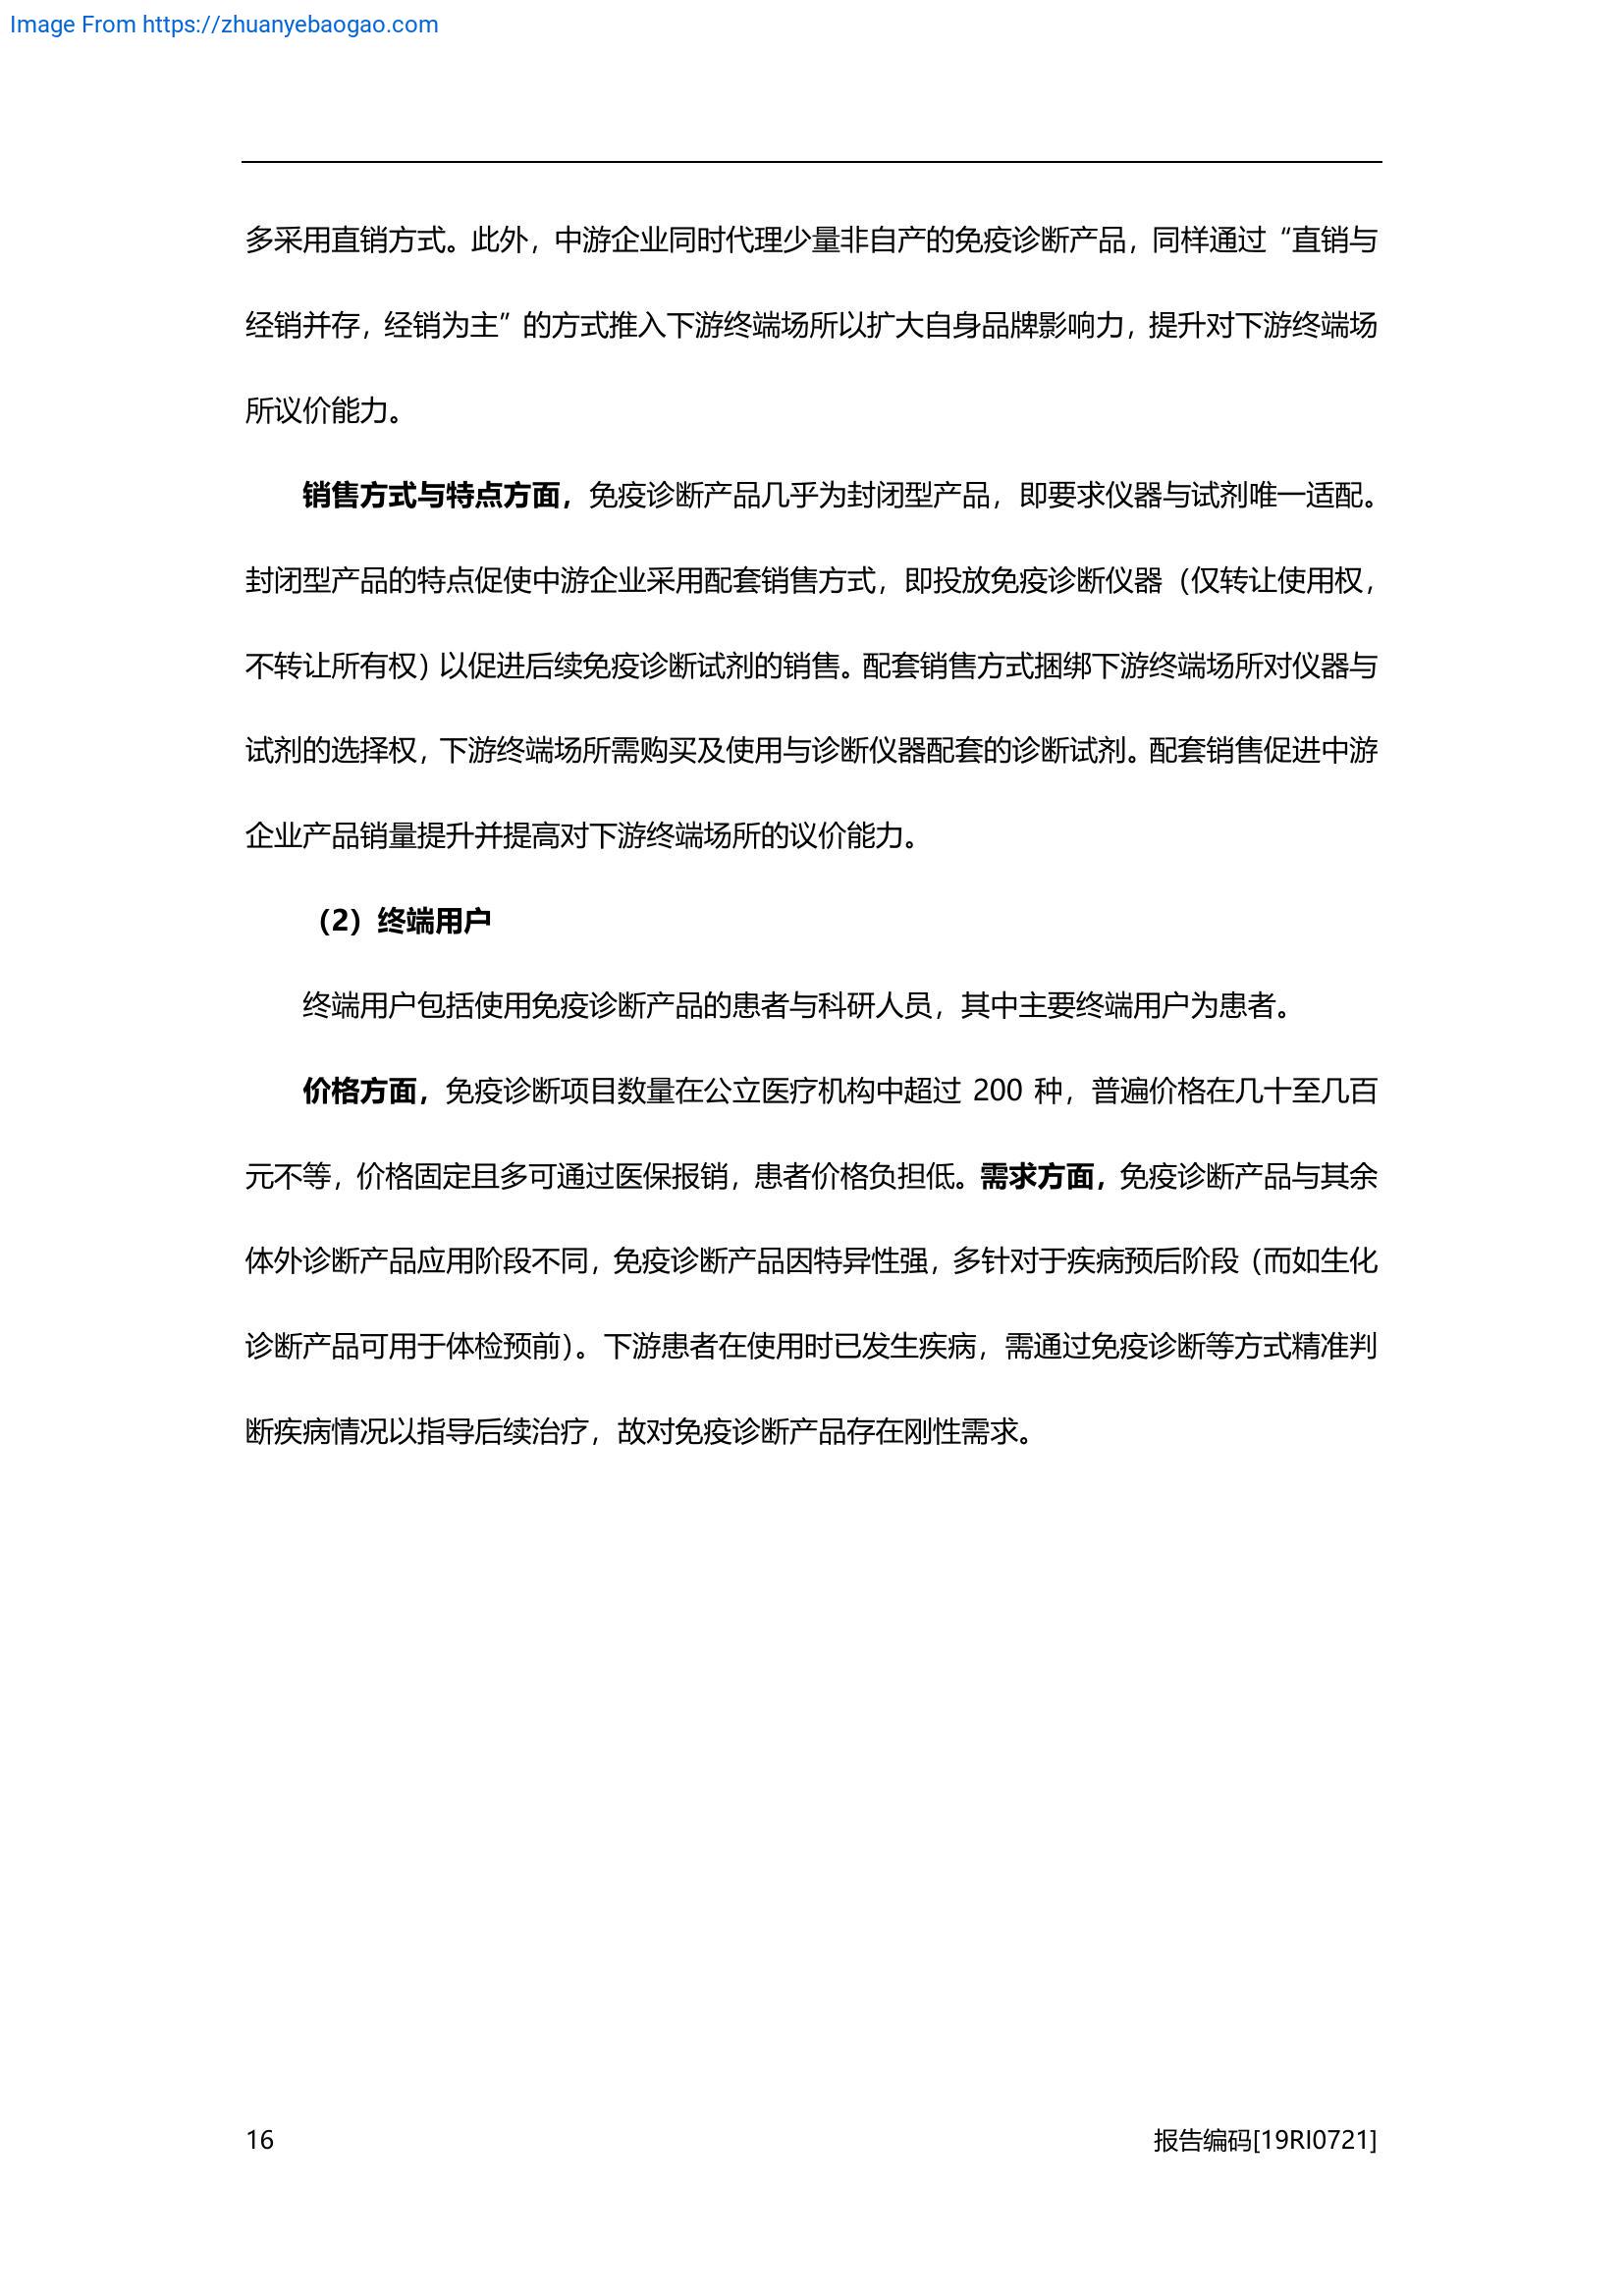 Image From https://zhuanyebaogao.com
多采用直销方式。此外，中游企业同时代理少量非自产的免疫诊断产品，同样通过“直销与
经销并存，经销为主”的方式推入下游终端场所以扩大自身品牌影响力，提升对下游终端场
所议价能力。
销售方式与特点方面，免疫诊断产品几乎为封闭型产品，即要求仪器与试剂唯一适配。
封闭型产品的特点促使中游企业采用配套销售方式，即投放免疫诊断仪器（仅转让使用权，
不转让所有权）以促进后续免疫诊断试剂的销售。配套销售方式捆绑下游终端场所对仪器与
试剂的选择权，下游终端场所需购买及使用与诊断仪器配套的诊断试剂。配套销售促进中游
企业产品销量提升并提高对下游终端场所的议价能力。
（2）终端用户
终端用户包括使用免疫诊断产品的患者与科研人员，其中主要终端用户为患者。
价格方面，免疫诊断项目数量在公立医疗机构中超过 200 种，普遍价格在几十至几百
元不等，价格固定且多可通过医保报销，患者价格负担低。需求方面，免疫诊断产品与其余
体外诊断产品应用阶段不同，免疫诊断产品因特异性强，多针对于疾病预后阶段（而如生化
诊断产品可用于体检预前）。下游患者在使用时已发生疾病，需通过免疫诊断等方式精准判
断疾病情况以指导后续治疗，故对免疫诊断产品存在刚性需求。
16
报告编码[19RI0721]